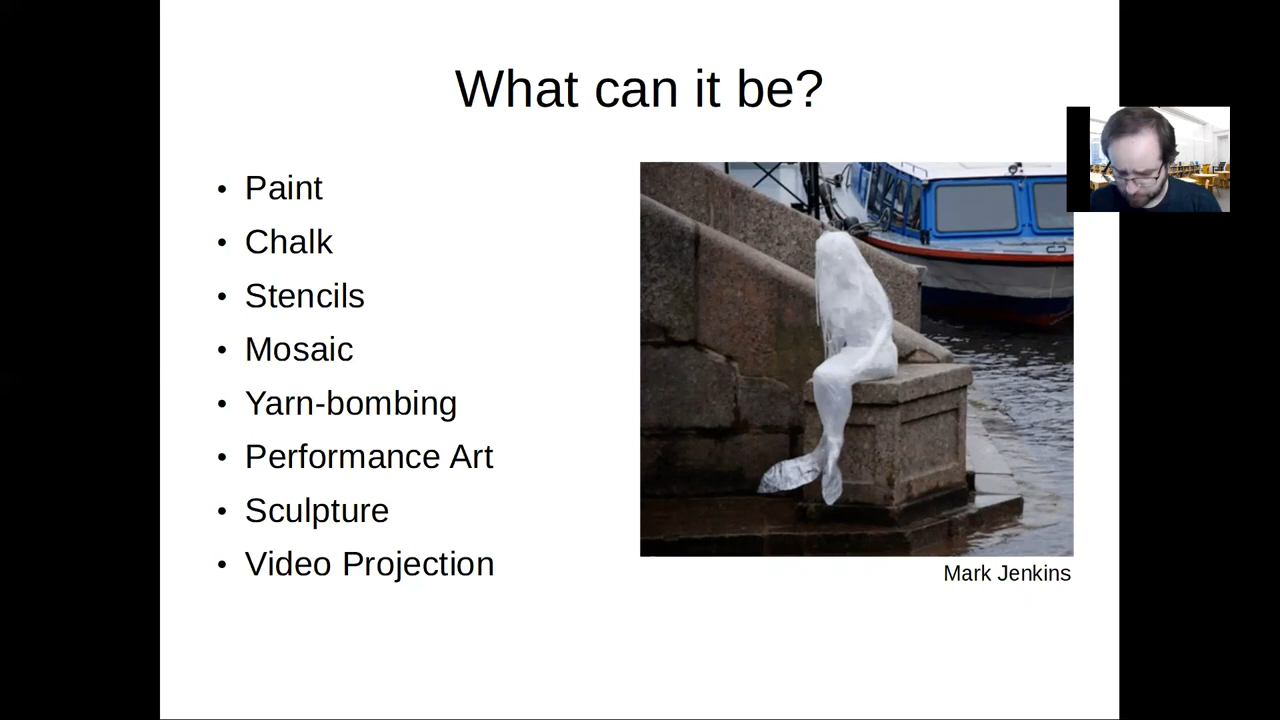 What can it be?
Paint
Chalk
Stencils
Mosaic
Yarn-bombing
Performance Art
Sculpture
Video Projection
Mark Jenkins